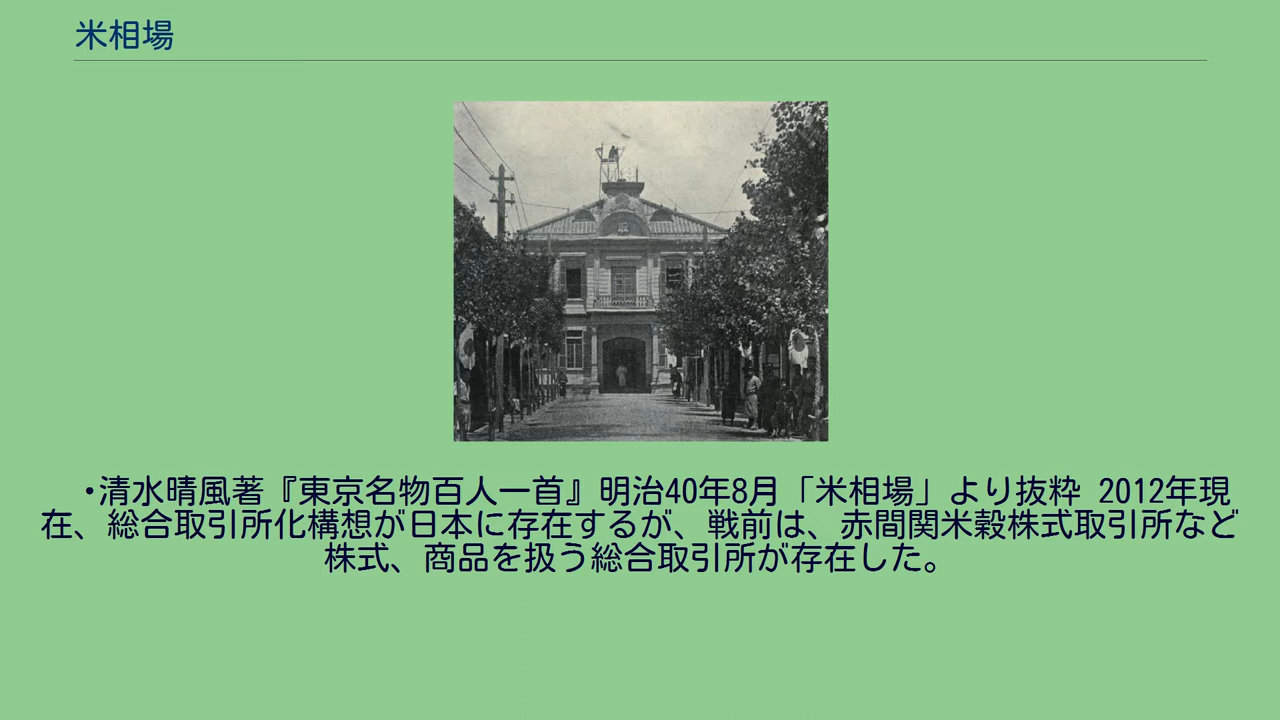 米相場
•清水晴風著『東京名物百人一首』明治40年8月「米相場」より抜粋 2012年現
在、総合取引所化構想が日本に存在するが、戦前は、赤間関米穀株式取引所など
株式、商品を扱う総合取引所が存在した。